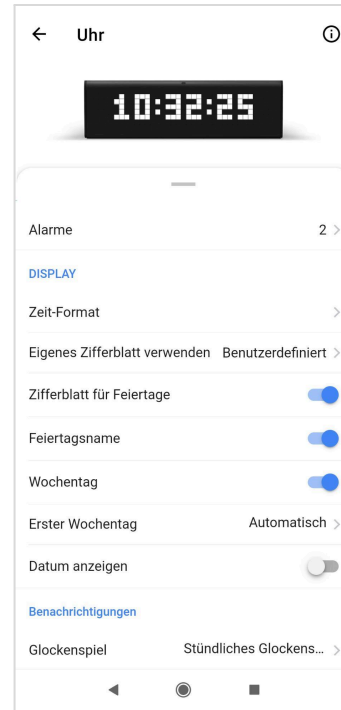 Uhr
10:32:25
Alarme 2
DISPLAY
Zeit-Format
Eigenes Zifferblatt verwenden Benutzerdefiniert
Zifferblatt für Feiertage
Feiertagsname
Wochentag
Erster Wochentag Automatisch
Datum anzeigen
Benachrichtigungen
Glockenspiel Stündliches Glockens...